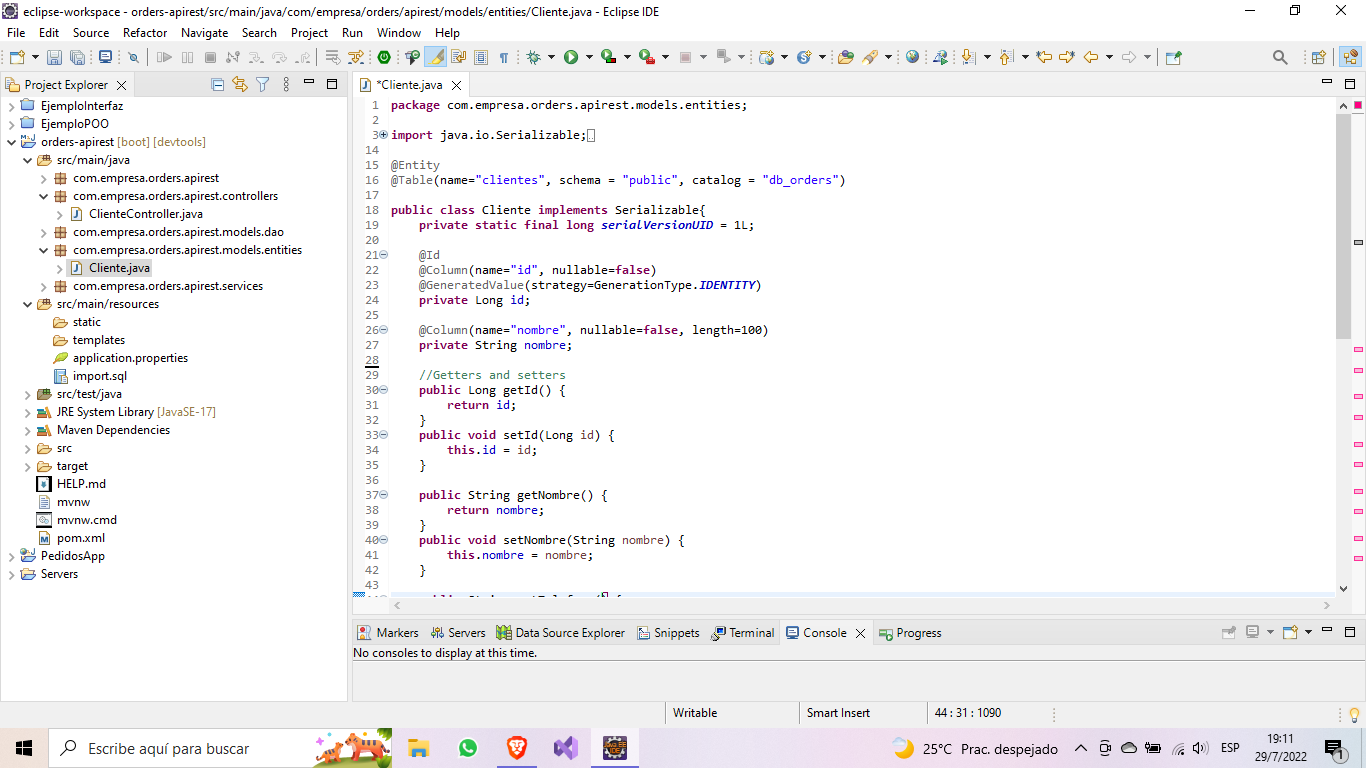 eclipse-workspace - orders-apirest/src/main/java/com/empresa/orders/apirest/models/entities/Cliente.java - Eclipse IDE
File Edit Source Refactor Navigate Search Project Run Window Help
Project Explorer
EjemploInterfaz
EjemploPOO
orders-apirest [boot] [devtools]
src/main/java
com.empresa.orders.apirest
com.empresa.orders.apirest.controllers
ClienteController.java
com.empresa.orders.apirest.models.dao
com.empresa.orders.apirest.models.entities
Cliente.java
com.empresa.orders.apirest.services
src/main/resources
static
templates
application.properties
import.sql
src/test/java
JRE System Library [JavaSE-17]
Maven Dependencies
src
target
HELP.md
mvnw
mvnw.cmd
pom.xml
PedidosApp
Servers
*Cliente.java
1 package com.empresa.orders.apirest.models.entities;
2
3 import java.io.Serializable;
14
15 @Entity
16 @Table(name="clientes", schema = "public", catalog = "db_orders")
17
18 public class Cliente implements Serializable{
19 private static final long serialVersionUID = 1L;
20
21 @Id
22 @Column(name="id", nullable=false)
23 @GeneratedValue(strategy=GenerationType.IDENTITY)
24 private Long id;
25
26 @Column(name="nombre", nullable=false, length=100)
27 private String nombre;
28
29 //Getters and setters
30 public Long getId() {
31 return id;
32 }
33 public void setId(Long id) {
34 this.id = id;
35 }
36
37 public String getNombre() {
38 return nombre;
39 }
40 public void setNombre(String nombre) {
41 this.nombre = nombre;
42 }
43
Markers Servers Data Source Explorer Snippets Terminal Console Progress
No consoles to display at this time.
Writable Smart Insert 44 : 31 : 1090
Escribe aquí para buscar
25°C Prac. despejado ESP
19:11
29/7/2022
1